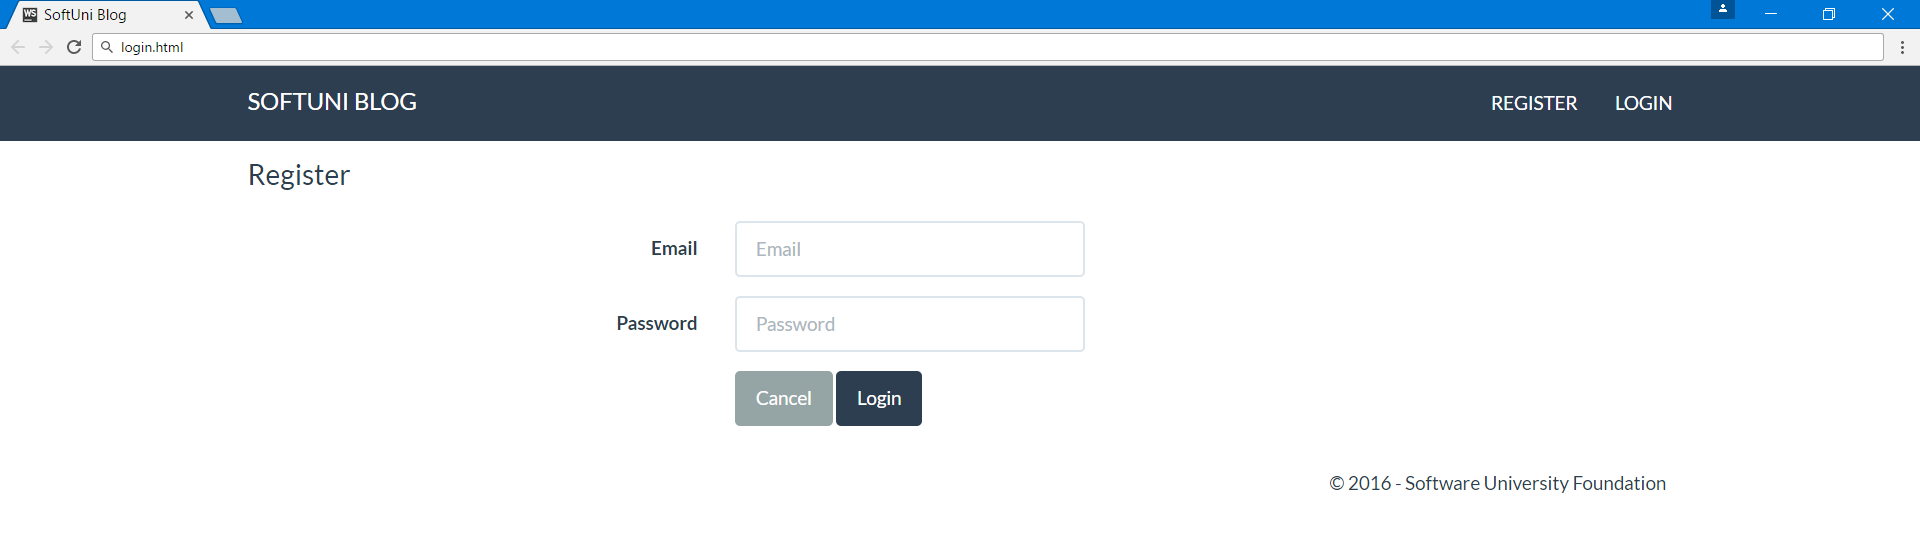 WS SoftUni Blog
login.html
SOFTUNI BLOG REGISTER LOGIN
Register
Email Email
Password Password
Cancel Login
© 2016 - Software University Foundation